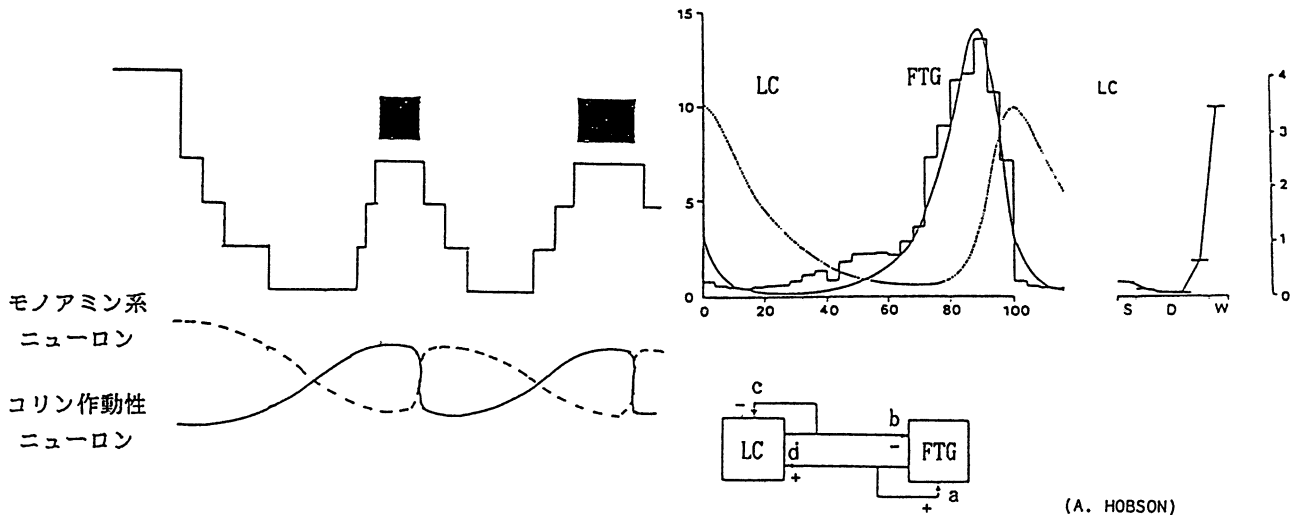 モノアミン系
ニューロン
コリン作動性
ニューロン
15
10
5
0
LC
FTG
0 20 40 60 80 100
LC
4
3
2
1
0
S D W
c
-
b
LC
d
-
FTG
+
a
+
(A. HOBSON)